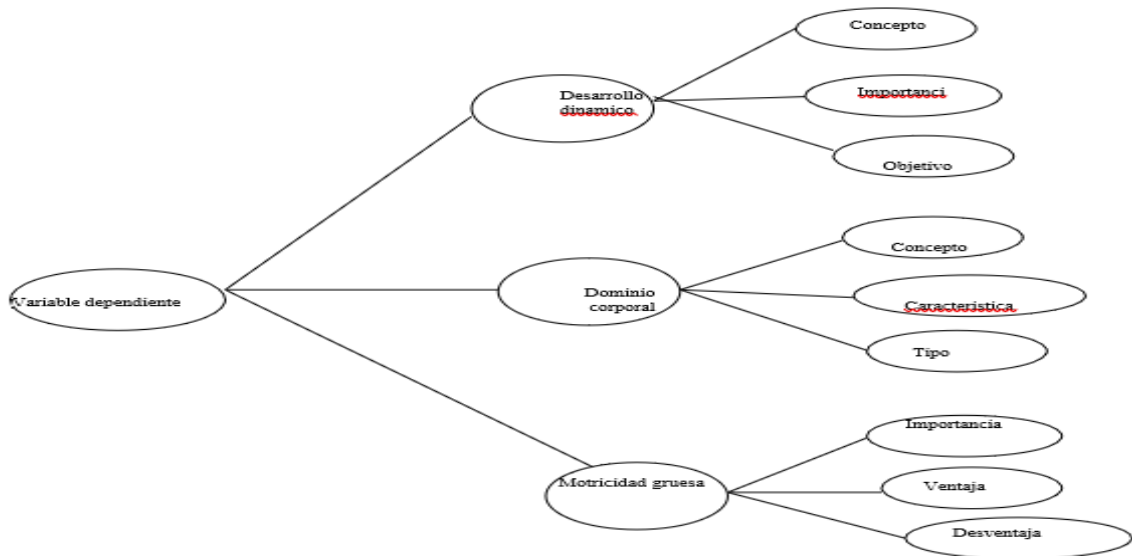 Concepto
Desarrollo
dinamico
Importanci
Objetivo
Concepto
Variable dependiente
Dominio
corporal
Caracteristica
Tipo
Importancia
Motricidad gruesa
Ventaja
Desventaja